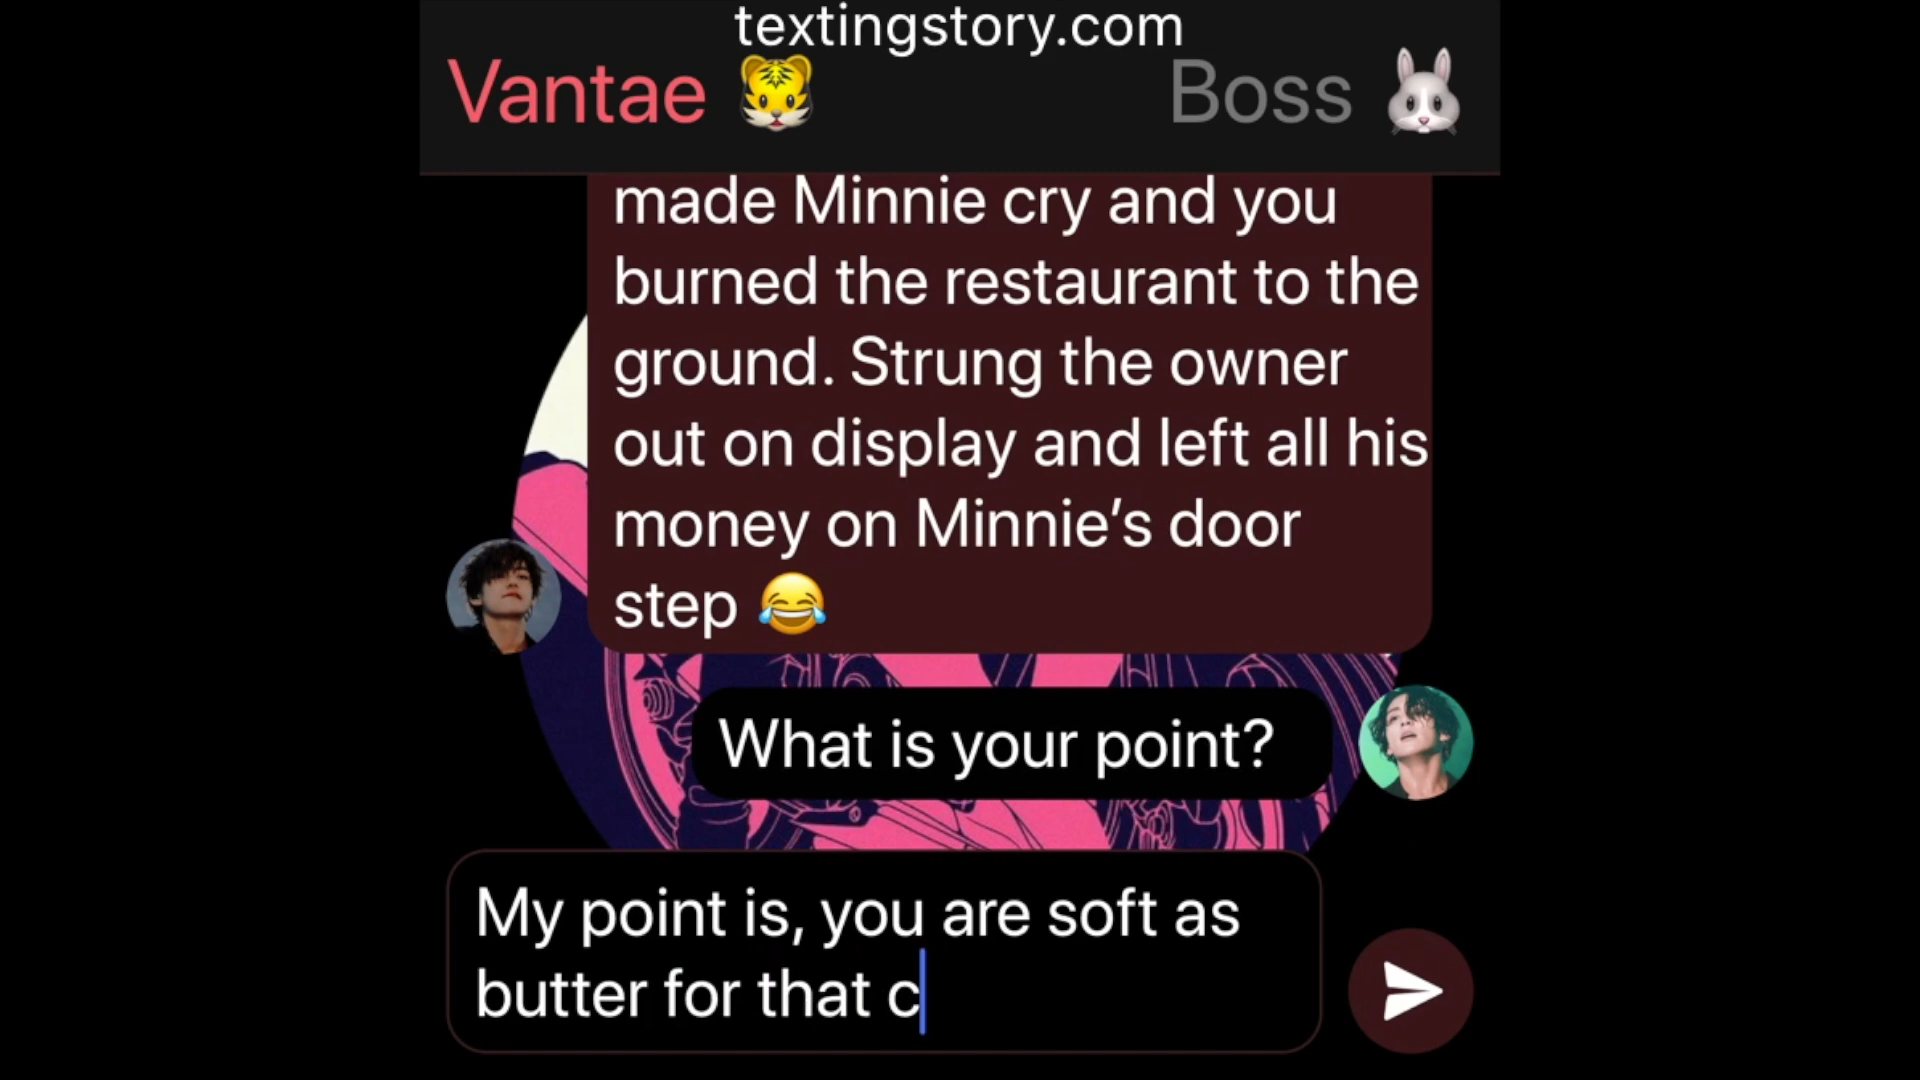 textingstory.com
Vantae 🐯 Boss 🐰
made Minnie cry and you
burned the restaurant to the
ground. Strung the owner
out on display and left all his
money on Minnie’s door
step 😂
What is your point?
My point is, you are soft as
butter for that c